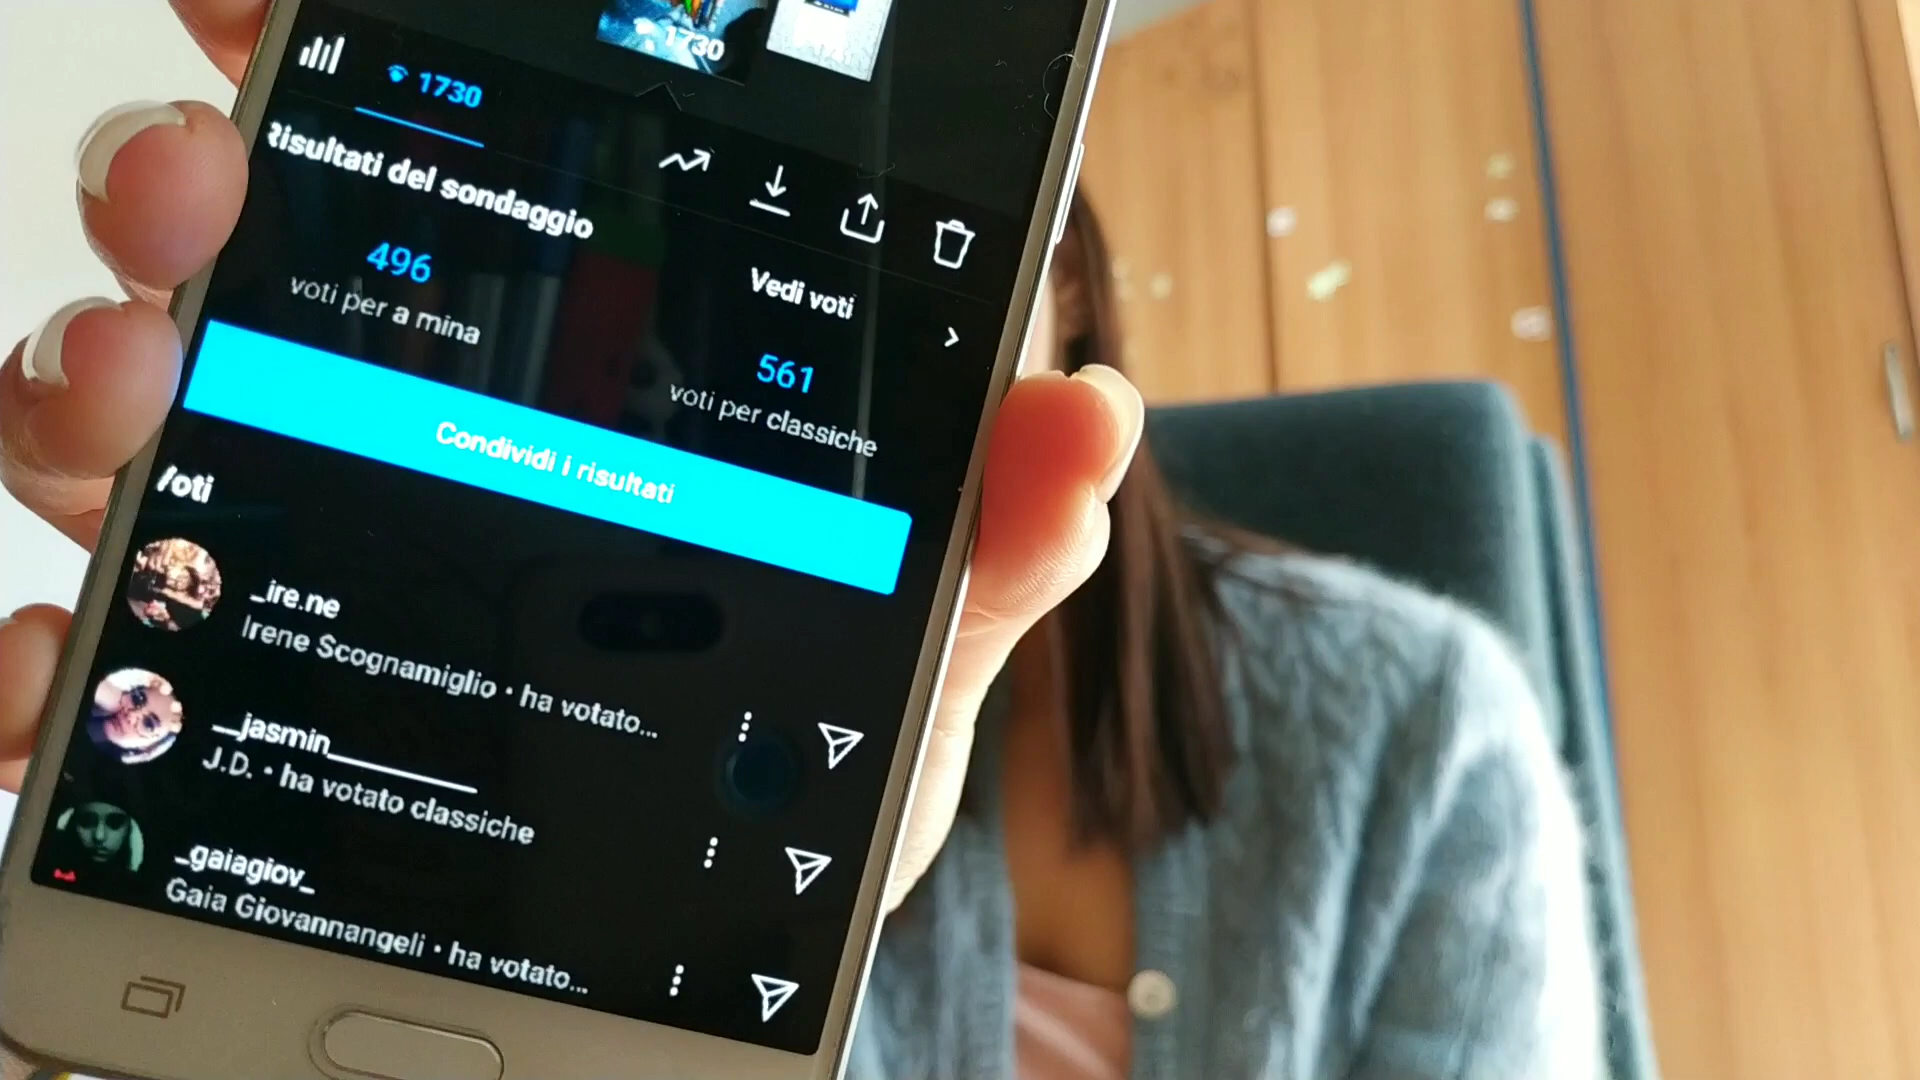 1730
1730
Risultati del sondaggio
Vedi voti
496
voti per a mina
561
voti per classiche
Condividi i risultati
Voti
_ire.ne
Irene Scognamiglio • ha votato...
__jasmin__________
J.D. • ha votato classiche
_gaiagiov_
Gaia Giovannangeli • ha votato...